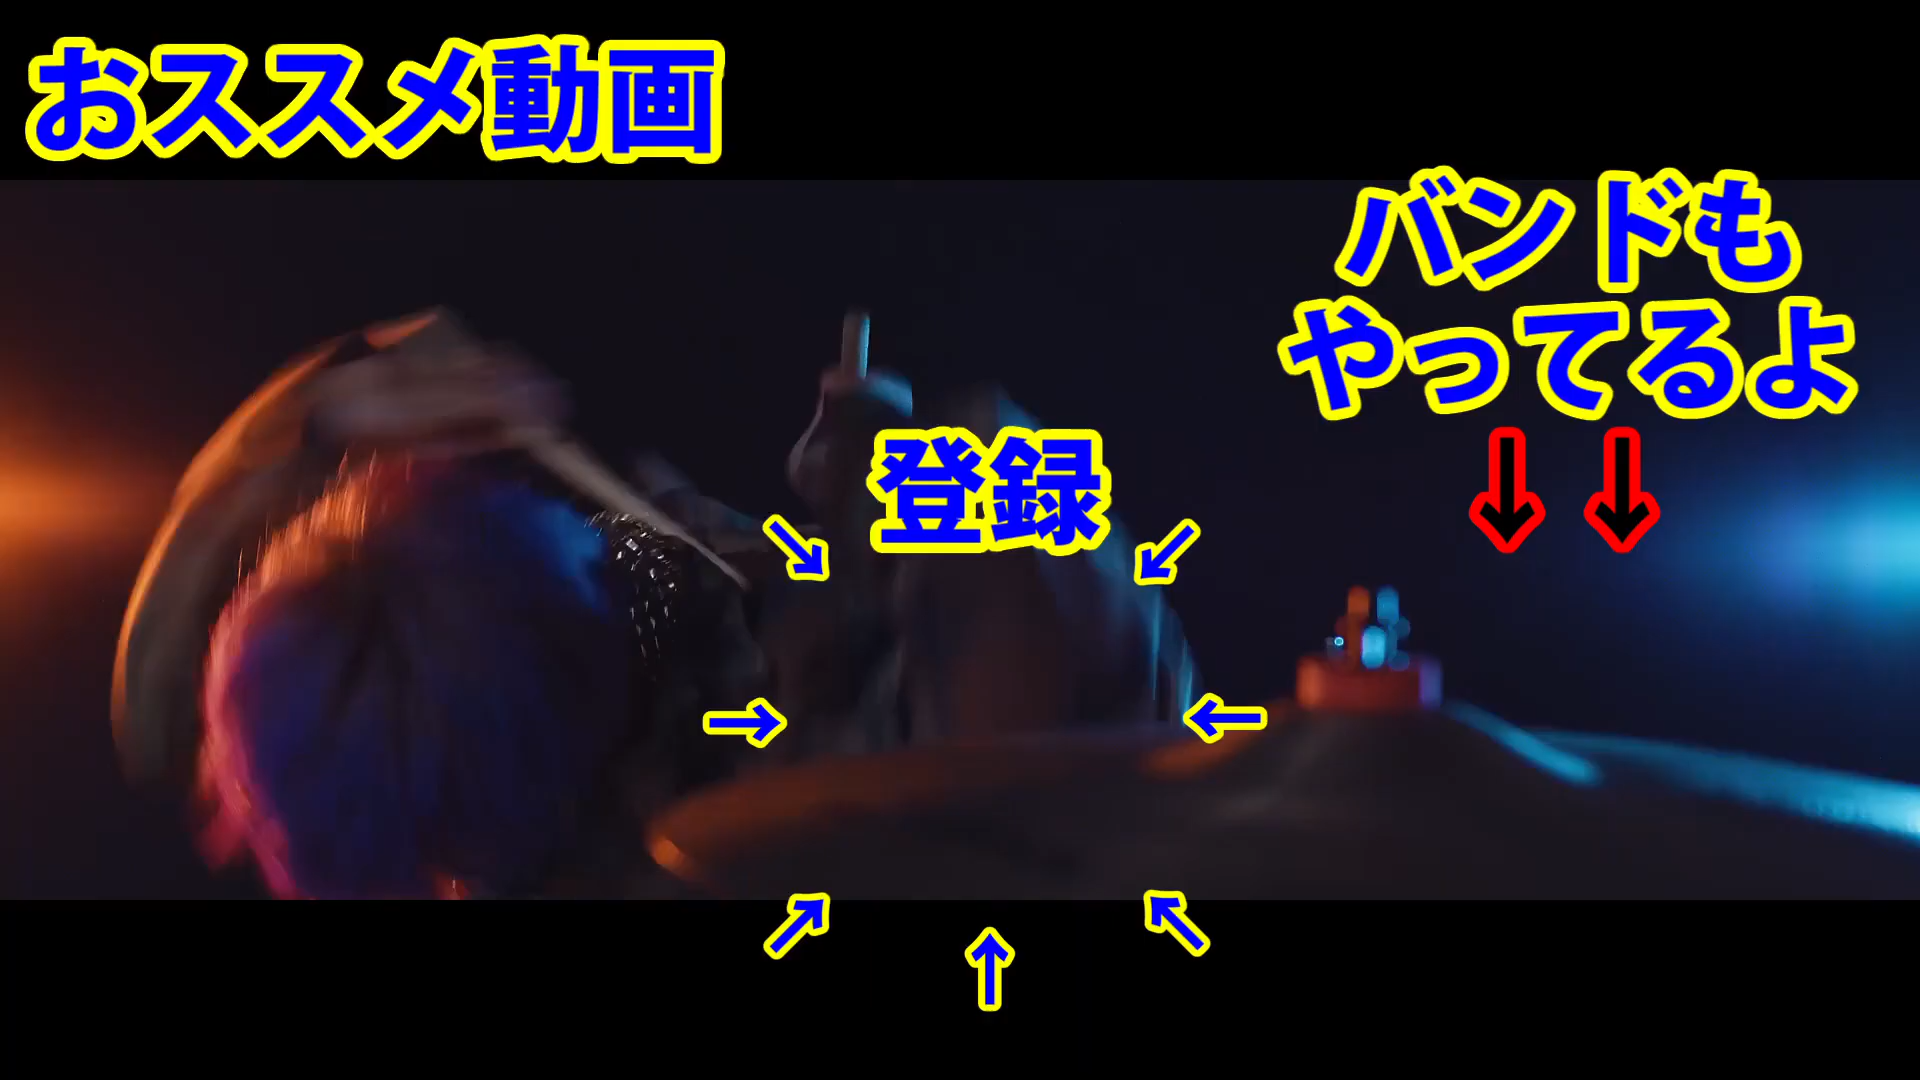 おススメ動画
バンドも
やってるよ
↓↓
登録
↘ ↙
→ ←
↗ ↑ ↖